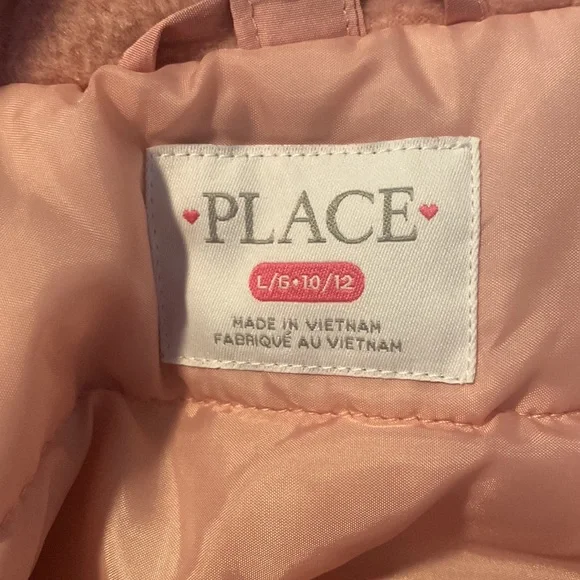 PLACE
L/G•10/12
MADE IN VIETNAM
FABRIQUÉ AU VIETNAM